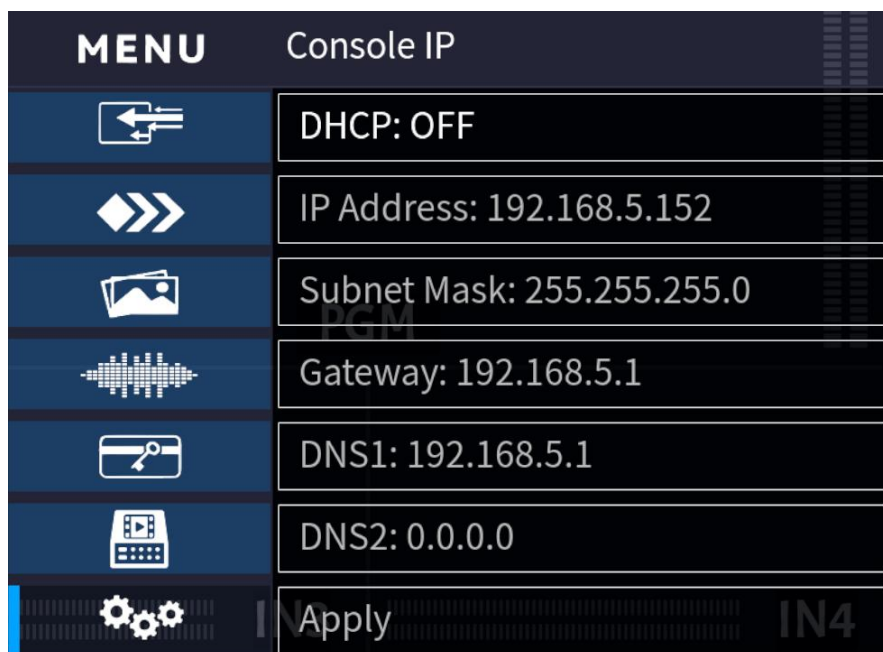 MENU Console IP
DHCP: OFF
IP Address: 192.168.5.152
Subnet Mask: 255.255.255.0
PGM
Gateway: 192.168.5.1
DNS1: 192.168.5.1
DNS2: 0.0.0.0
Apply
IN3
IN4